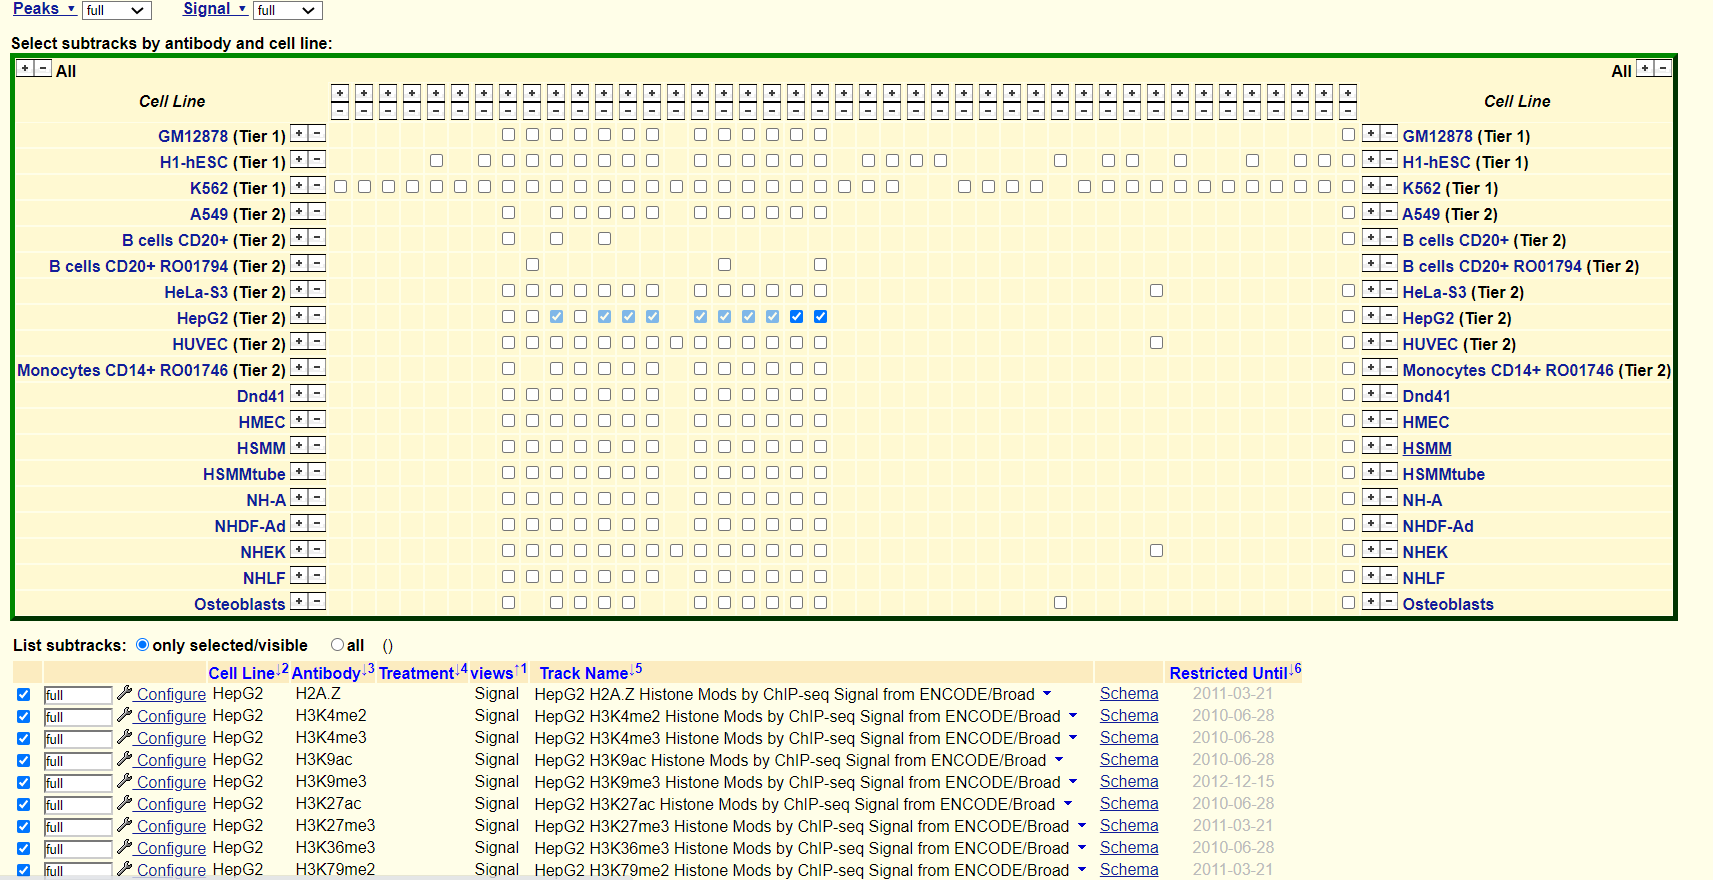 Peaks ▼ full Signal ▼ full
Select subtracks by antibody and cell line:
+ - All All + -
Cell Line Cell Line
GM12878 (Tier 1) + - + - GM12878 (Tier 1)
H1-hESC (Tier 1) + - + - H1-hESC (Tier 1)
K562 (Tier 1) + - + - K562 (Tier 1)
A549 (Tier 2) + - + - A549 (Tier 2)
B cells CD20+ (Tier 2) + - + - B cells CD20+ (Tier 2)
B cells CD20+ RO01794 (Tier 2) + - + - B cells CD20+ RO01794 (Tier 2)
HeLa-S3 (Tier 2) + - + - HeLa-S3 (Tier 2)
HepG2 (Tier 2) + - + - HepG2 (Tier 2)
HUVEC (Tier 2) + - + - HUVEC (Tier 2)
Monocytes CD14+ RO01746 (Tier 2) + - + - Monocytes CD14+ RO01746 (Tier 2)
Dnd41 + - + - Dnd41
HMEC + - + - HMEC
HSMM + - + - HSMM
HSMMtube + - + - HSMMtube
NH-A + - + - NH-A
NHDF-Ad + - + - NHDF-Ad
NHEK + - + - NHEK
NHLF + - + - NHLF
Osteoblasts + - + - Osteoblasts
List subtracks: only selected/visible all ()
Cell Line↓2 Antibody↓3 Treatment↓4 views↑1 Track Name↓5 Restricted Until↓6
full Configure HepG2 H2A.Z Signal HepG2 H2A.Z Histone Mods by ChIP-seq Signal from ENCODE/Broad Schema 2011-03-21
full Configure HepG2 H3K4me2 Signal HepG2 H3K4me2 Histone Mods by ChIP-seq Signal from ENCODE/Broad Schema 2010-06-28
full Configure HepG2 H3K4me3 Signal HepG2 H3K4me3 Histone Mods by ChIP-seq Signal from ENCODE/Broad Schema 2010-06-28
full Configure HepG2 H3K9ac Signal HepG2 H3K9ac Histone Mods by ChIP-seq Signal from ENCODE/Broad Schema 2010-06-28
full Configure HepG2 H3K9me3 Signal HepG2 H3K9me3 Histone Mods by ChIP-seq Signal from ENCODE/Broad Schema 2012-12-15
full Configure HepG2 H3K27ac Signal HepG2 H3K27ac Histone Mods by ChIP-seq Signal from ENCODE/Broad Schema 2010-06-28
full Configure HepG2 H3K27me3 Signal HepG2 H3K27me3 Histone Mods by ChIP-seq Signal from ENCODE/Broad Schema 2011-03-21
full Configure HepG2 H3K36me3 Signal HepG2 H3K36me3 Histone Mods by ChIP-seq Signal from ENCODE/Broad Schema 2010-06-28
full Configure HepG2 H3K79me2 Signal HepG2 H3K79me2 Histone Mods by ChIP-seq Signal from ENCODE/Broad Schema 2011-03-21